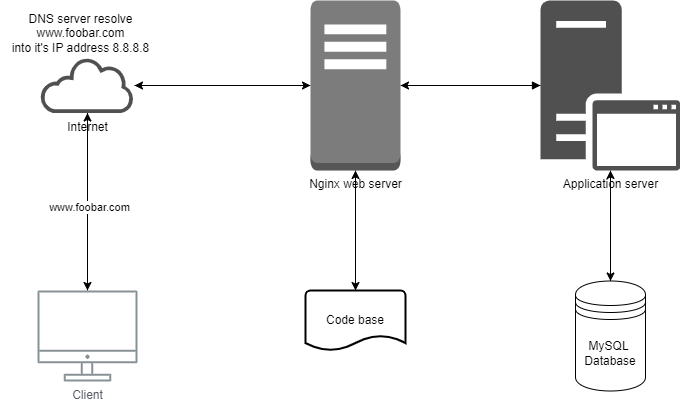 DNS server resolve
www.foobar.com
into it's IP address 8.8.8.8
Internet
Nginx web server
Application server
www.foobar.com
Code base
MySQL
Database
Client